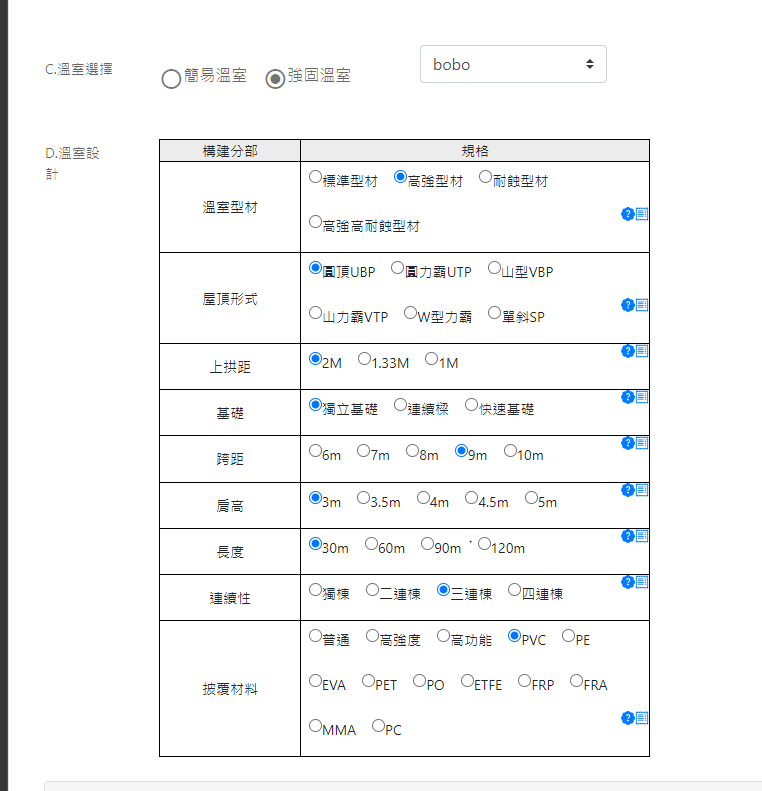 C.溫室選擇 簡易溫室 強固溫室 bobo
D.溫室設
計
構建分部 規格
溫室型材
標準型材 高強型材 耐蝕型材
高強高耐蝕型材
屋頂形式
圓頂UBP 圓力霸UTP 山型VBP
山力霸VTP W型力霸 單斜SP
上拱距 2M 1.33M 1M
基礎 獨立基礎 連續樑 快速基礎
跨距 6m 7m 8m 9m 10m
肩高 3m 3.5m 4m 4.5m 5m
長度 30m 60m 90m 120m
連續性 獨棟 二連棟 三連棟 四連棟
披覆材料
普通 高強度 高功能 PVC PE
EVA PET PO ETFE FRP FRA
MMA PC